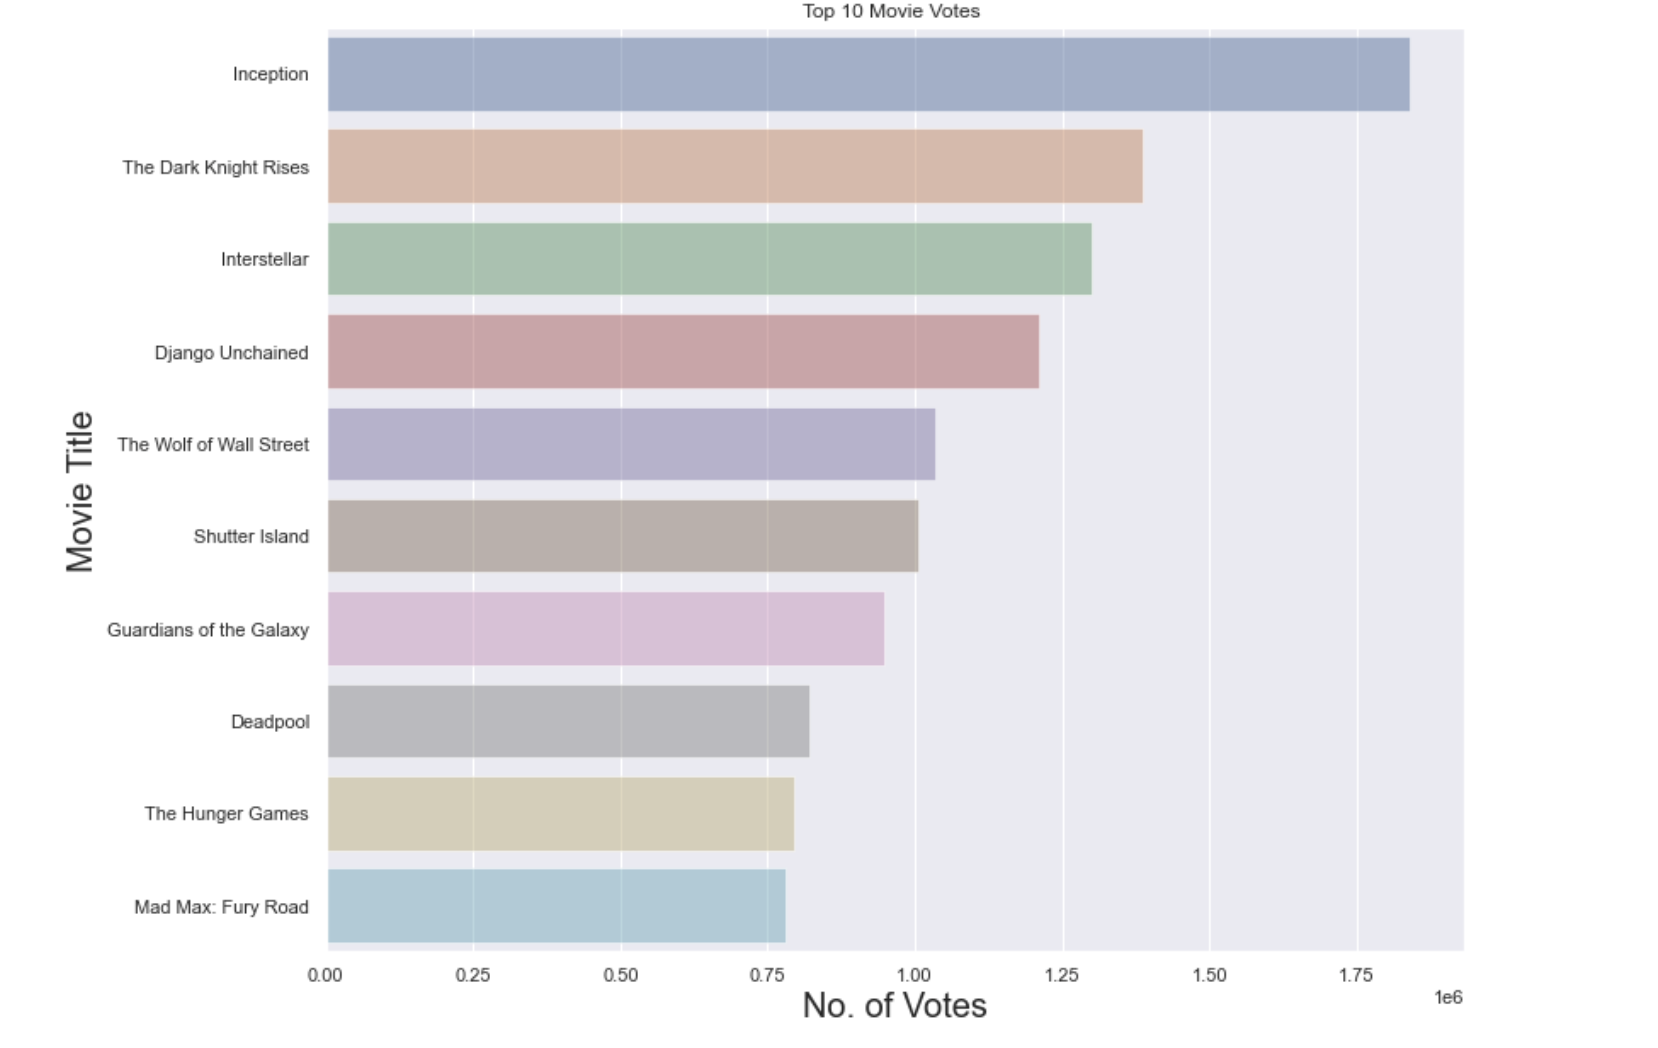 Top 10 Movie Votes
Inception
The Dark Knight Rises
Interstellar
Django Unchained
The Wolf of Wall Street
Shutter Island
Guardians of the Galaxy
Deadpool
The Hunger Games
Mad Max: Fury Road
Movie Title
0.00 0.25 0.50 0.75 1.00 1.25 1.50 1.75
1e6
No. of Votes